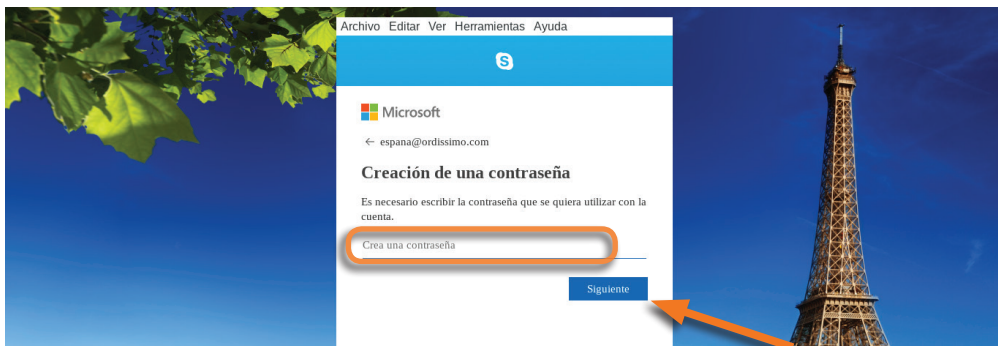 Archivo Editar Ver Herramientas Ayuda
S
Microsoft
← espana@ordissimo.com
Creación de una contraseña
Es necesario escribir la contraseña que se quiera utilizar con la
cuenta.
Crea una contraseña
Siguiente